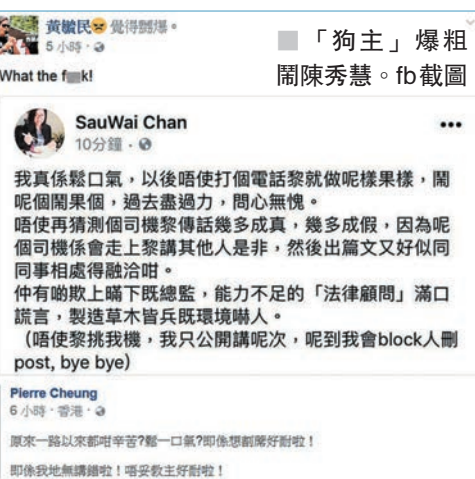 黃毓民 覺得嬲爆。
5 小時 ·
■「狗主」爆粗
鬧陳秀慧。fb截圖
What the f k!
SauWai Chan
10分鐘 ·
我真係鬆口氣，以後唔使打個電話黎就做呢樣果樣，鬧
呢個鬧果個，過去盡過力，問心無愧。
唔使再猜測個司機黎傳話幾多成真，幾多成假，因為呢
個司機係會走上黎講其他人是非，然後出篇文又好似同
同事相處得融洽咁。
仲有啲欺上瞞下既總監，能力不足的「法律顧問」滿口
謊言，製造草木皆兵既環境嚇人。
（唔使黎挑我機，我只公開講呢次，呢到我會block人刪
post, bye bye）
Pierre Cheung
6 小時 · 香港 ·
原來一路以來都咁辛苦?鬆一口氣?即係想割蓆好耐啦！
即係我地無講錯啦！唔妥教主好耐啦！